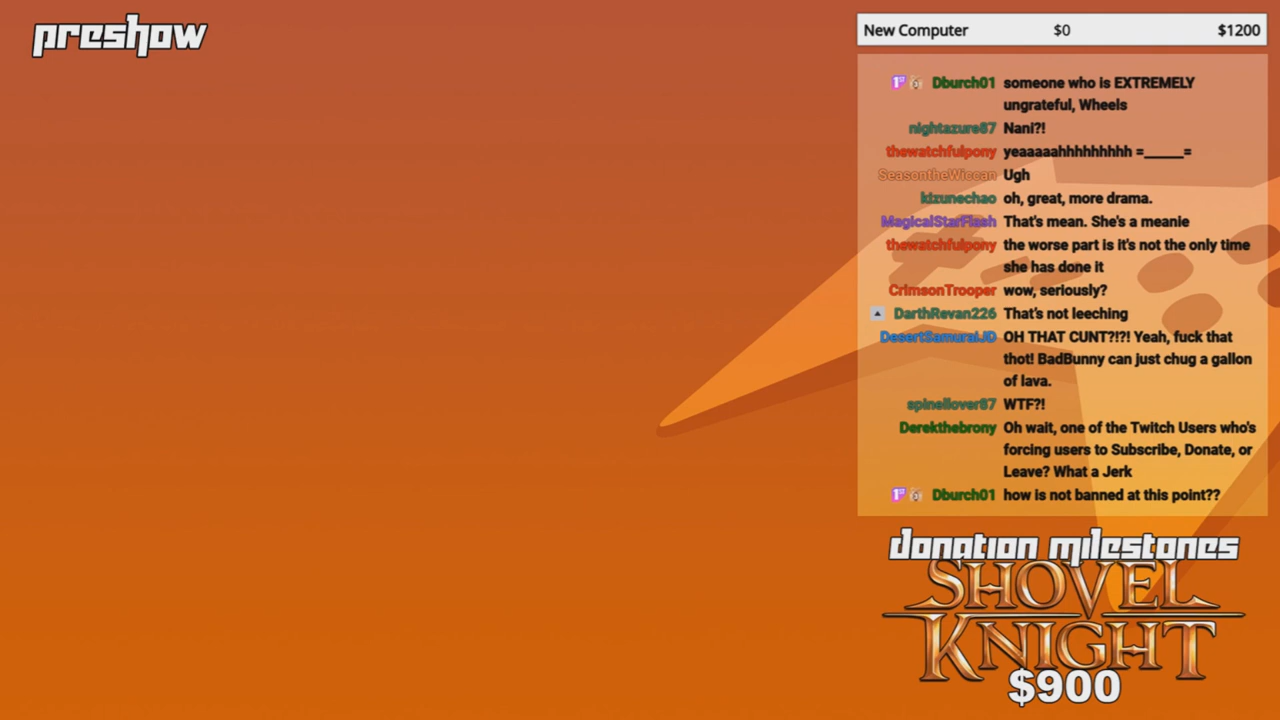 preshow
New Computer $0 $1200
Dburch01 someone who is EXTREMELY
ungrateful, Wheels
nightazure87 Nani?!
thewatchfulpony yeaaaaahhhhhhhhh =_____=
SeasontheWiccan Ugh
kizunechao oh, great, more drama.
MagicalStarFlash That's mean. She's a meanie
thewatchfulpony the worse part is it's not the only time
she has done it
CrimsonTrooper wow, seriously?
DarthRevan226 That's not leeching
DesertSamuraiJD OH THAT CUNT?!?! Yeah, fuck that
thot! BadBunny can just chug a gallon
of lava.
spinellover87 WTF?!
Derekthebrony Oh wait, one of the Twitch Users who's
forcing users to Subscribe, Donate, or
Leave? What a Jerk
Dburch01 how is not banned at this point??
donation milestones
SHOVEL
KNIGHT
$900